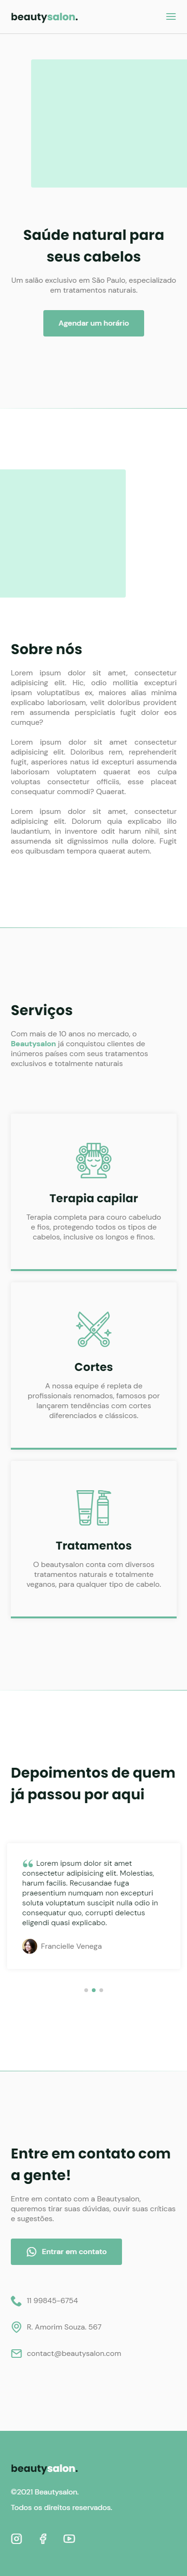 beautysalon.
Saúde natural para
seus cabelos
Um salão exclusivo em São Paulo, especializado
em tratamentos naturais.
Agendar um horário
Sobre nós
Lorem ipsum dolor sit amet, consectetur
adipisicing elit. Hic, odio mollitia excepturi
ipsam voluptatibus ex, maiores alias minima
explicabo laboriosam, velit doloribus provident
rem assumenda perspiciatis fugit dolor eos
cumque?
Lorem ipsum dolor sit amet consectetur
adipisicing elit. Doloribus rem, reprehenderit
fugit, asperiores natus id excepturi assumenda
laboriosam voluptatem quaerat eos culpa
voluptas consectetur officiis, esse placeat
consequatur commodi? Quaerat.
Lorem ipsum dolor sit amet, consectetur
adipisicing elit. Dolorum quia explicabo illo
laudantium, in inventore odit harum nihil, sint
assumenda sit dignissimos nulla dolore. Fugit
eos quibusdam tempora quaerat autem.
Serviços
Com mais de 10 anos no mercado, o
Beautysalon já conquistou clientes de
inúmeros países com seus tratamentos
exclusivos e totalmente naturais
Terapia capilar
Terapia completa para couro cabeludo
e fios, protegendo todos os tipos de
cabelos, inclusive os longos e finos.
Cortes
A nossa equipe é repleta de
profissionais renomados, famosos por
lançarem tendências com cortes
diferenciados e clássicos.
Tratamentos
O beautysalon conta com diversos
tratamentos naturais e totalmente
veganos, para qualquer tipo de cabelo.
Depoimentos de quem
já passou por aqui
Lorem ipsum dolor sit amet
consectetur adipisicing elit. Molestias,
harum facilis. Recusandae fuga
praesentium numquam non excepturi
soluta voluptatum suscipit nulla odio in
consequatur quo, corrupti delectus
eligendi quasi explicabo.
Francielle Venega
Entre em contato com
a gente!
Entre em contato com a Beautysalon,
queremos tirar suas dúvidas, ouvir suas críticas
e sugestões.
Entrar em contato
11 99845-6754
R. Amorim Souza, 567
contact@beautysalon.com
beautysalon.
©2021 Beautysalon.
Todos os direitos reservados.